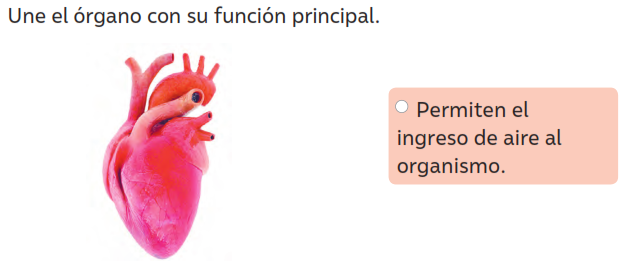 Une el órgano con su función principal.
Permiten el
ingreso de aire al
organismo.